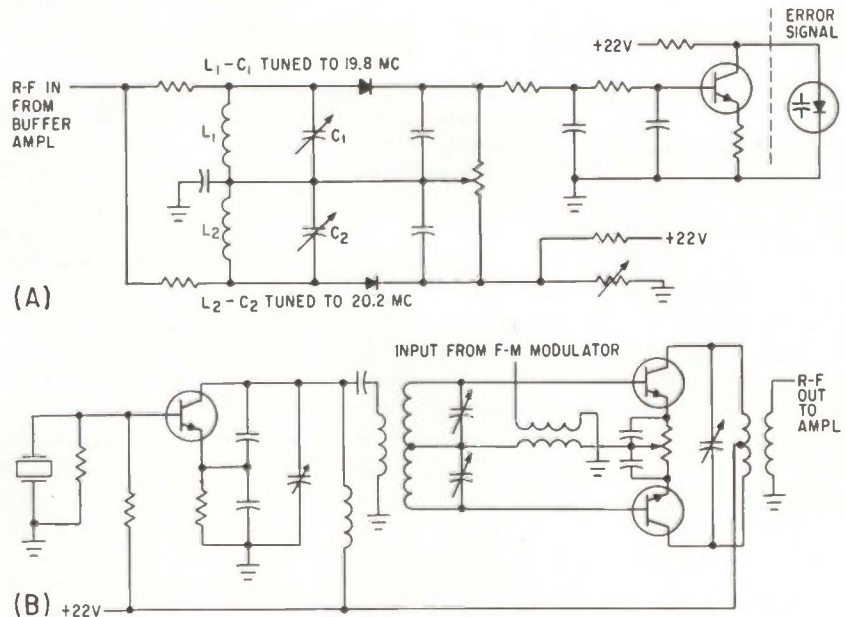 ERROR
SIGNAL
+22V
L₁-C₁ TUNED TO 19.8 MC
R-F IN
FROM
BUFFER
AMPL
L₁
C₁
L₂
C₂
+22V
(A)
L₂-C₂ TUNED TO 20.2 MC
INPUT FROM F-M MODULATOR
R-F
OUT
TO
AMPL
(B)
+22V